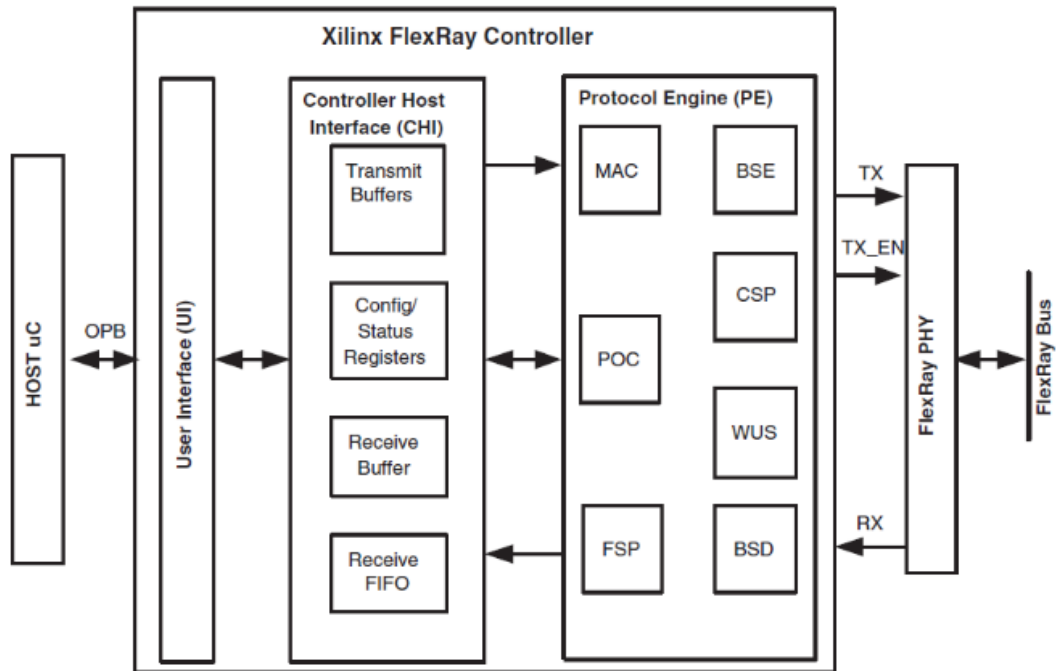 Xilinx FlexRay Controller
HOST uC
OPB
User Interface (UI)
Controller Host
Interface (CHI)
Transmit
Buffers
Config/
Status
Registers
Receive
Buffer
Receive
FIFO
Protocol Engine (PE)
MAC
BSE
CSP
POC
WUS
FSP
BSD
TX
TX_EN
RX
FlexRay PHY
FlexRay Bus